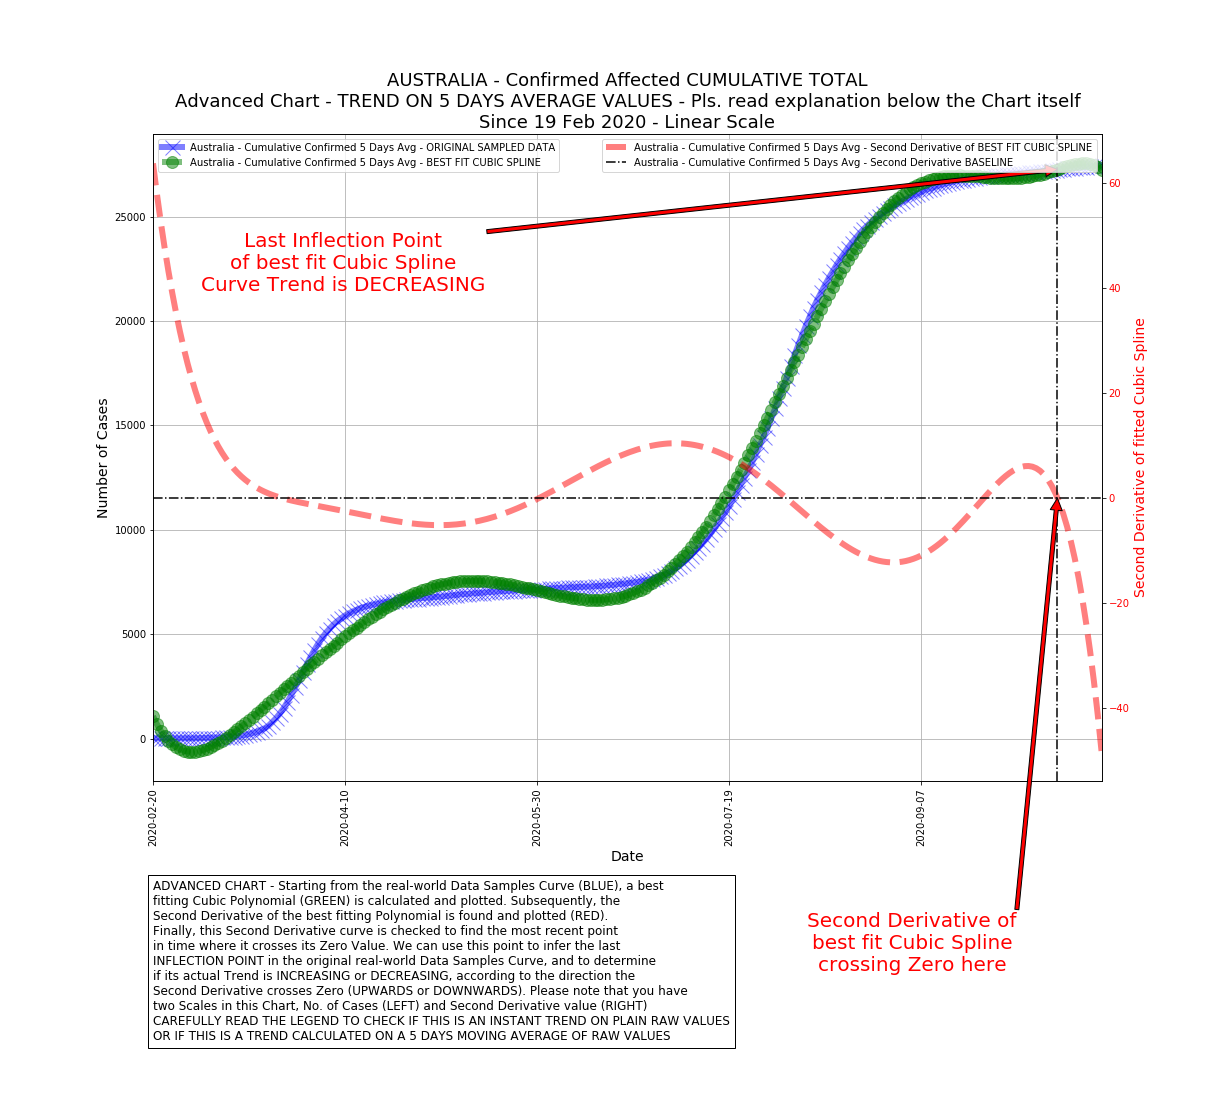 AUSTRALIA - Confirmed Affected CUMULATIVE TOTAL
Advanced Chart - TREND ON 5 DAYS AVERAGE VALUES - Pls. read explanation below the Chart itself
Since 19 Feb 2020 - Linear Scale
Australia - Cumulative Confirmed 5 Days Avg - ORIGINAL SAMPLED DATA
Australia - Cumulative Confirmed 5 Days Avg - BEST FIT CUBIC SPLINE
Australia - Cumulative Confirmed 5 Days Avg - Second Derivative of BEST FIT CUBIC SPLINE
Australia - Cumulative Confirmed 5 Days Avg - Second Derivative BASELINE
Last Inflection Point
of best fit Cubic Spline
Curve Trend is DECREASING
Number of Cases
25000
20000
15000
10000
5000
0
60
40
20
0
−20
−40
Second Derivative of fitted Cubic Spline
2020-02-20
2020-04-10
2020-05-30
2020-07-19
2020-09-07
Date
ADVANCED CHART - Starting from the real-world Data Samples Curve (BLUE), a best
fitting Cubic Polynomial (GREEN) is calculated and plotted. Subsequently, the
Second Derivative of the best fitting Polynomial is found and plotted (RED).
Finally, this Second Derivative curve is checked to find the most recent point
in time where it crosses its Zero Value. We can use this point to infer the last
INFLECTION POINT in the original real-world Data Samples Curve, and to determine
if its actual Trend is INCREASING or DECREASING, according to the direction the
Second Derivative crosses Zero (UPWARDS or DOWNWARDS). Please note that you have
two Scales in this Chart, No. of Cases (LEFT) and Second Derivative value (RIGHT)
CAREFULLY READ THE LEGEND TO CHECK IF THIS IS AN INSTANT TREND ON PLAIN RAW VALUES
OR IF THIS IS A TREND CALCULATED ON A 5 DAYS MOVING AVERAGE OF RAW VALUES
Second Derivative of
best fit Cubic Spline
crossing Zero here